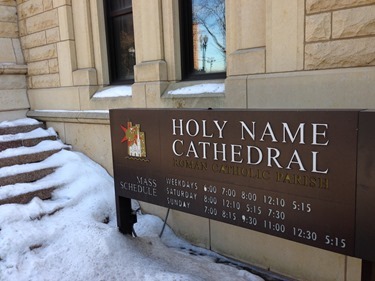 HOLY NAME
CATHEDRAL
ROMAN CATHOLIC PARISH
MASS
SCHEDULE
WEEKDAYS 6:00 7:00 8:00 12:10 5:15
SATURDAY 8:00 12:10 5:15 7:30
SUNDAY 7:00 8:15 9:30 11:00 12:30 5:15